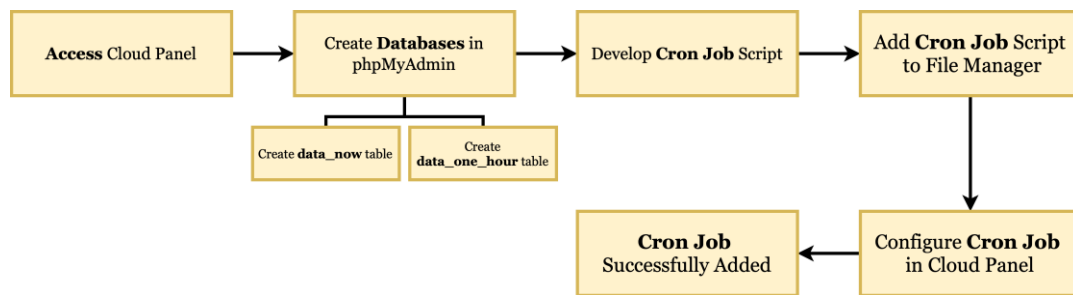 Access Cloud Panel
Create Databases in
phpMyAdmin
Develop Cron Job Script
Add Cron Job Script
to File Manager
Create data_now table
Create
data_one_hour table
Configure Cron Job
in Cloud Panel
Cron Job
Successfully Added